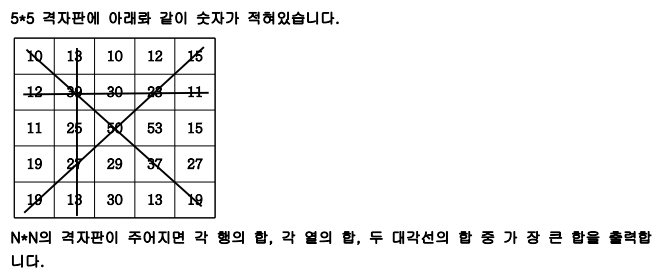 5*5 격자판에 아래롸 같이 숫자가 적혀있습니다.
10 13 10 12 15
12 39 30 23 11
11 25 50 53 15
19 27 29 37 27
19 13 30 13 19
N*N의 격자판이 주어지면 각 행의 합, 각 열의 합, 두 대각선의 합 중 가 장 큰 합을 출력합
니다.